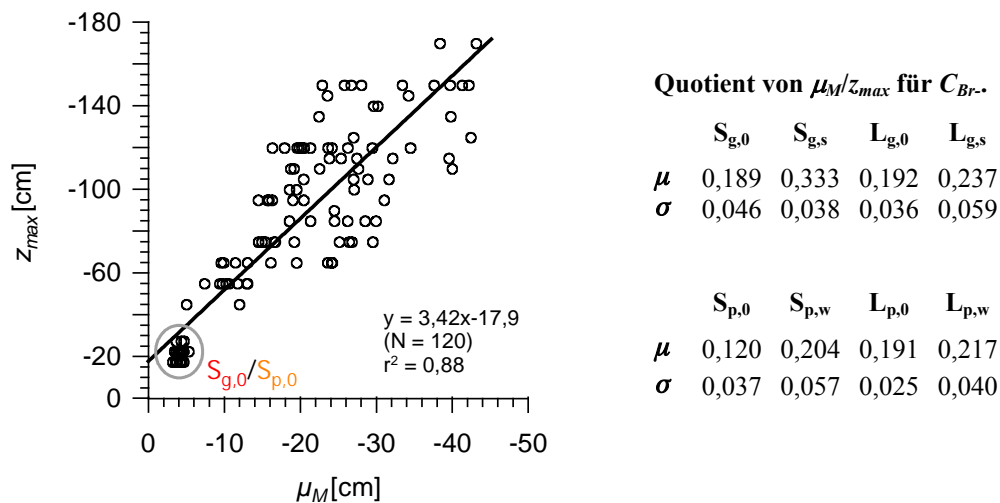 -180
-140
-100
-60
-20
0
z_max [cm]
0 -10 -20 -30 -40 -50
μ_M [cm]
y = 3,42x-17,9
(N = 120)
r² = 0,88
S_g,0/S_p,0
Quotient von μ_M/z_max für C_Br-.
S_g,0 S_g,s L_g,0 L_g,s
μ 0,189 0,333 0,192 0,237
σ 0,046 0,038 0,036 0,059
S_p,0 S_p,w L_p,0 L_p,w
μ 0,120 0,204 0,191 0,217
σ 0,037 0,057 0,025 0,040